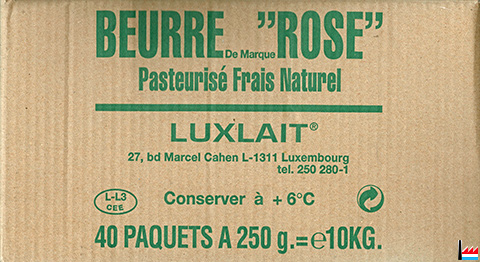 BEURRE De Marque "ROSE"
Pasteurisé Frais Naturel
LUXLAIT®
27, bd Marcel Cahen L-1311 Luxembourg
tel. 250 280-1
L-L3
CEE
Conserver à + 6°C
40 PAQUETS A 250 g.=℮10KG.